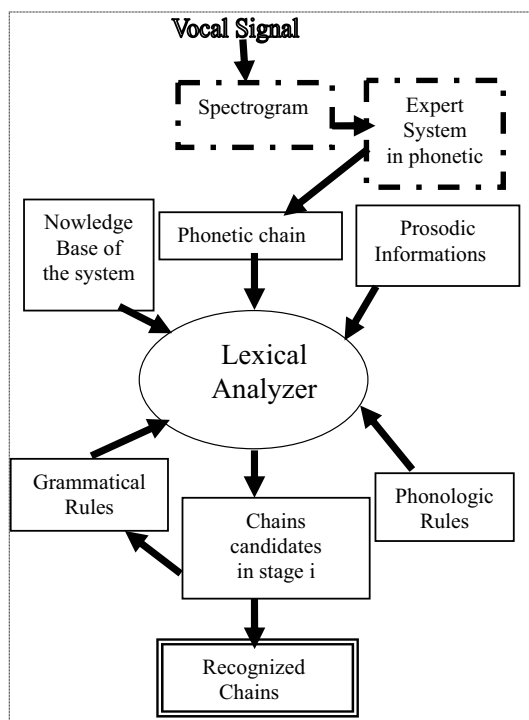 Vocal Signal
Spectrogram
Expert
System
in phonetic
Nowledge
Base of
the system
Phonetic chain
Prosodic
Informations
Lexical
Analyzer
Grammatical
Rules
Chains
candidates
in stage i
Phonologic
Rules
Recognized
Chains